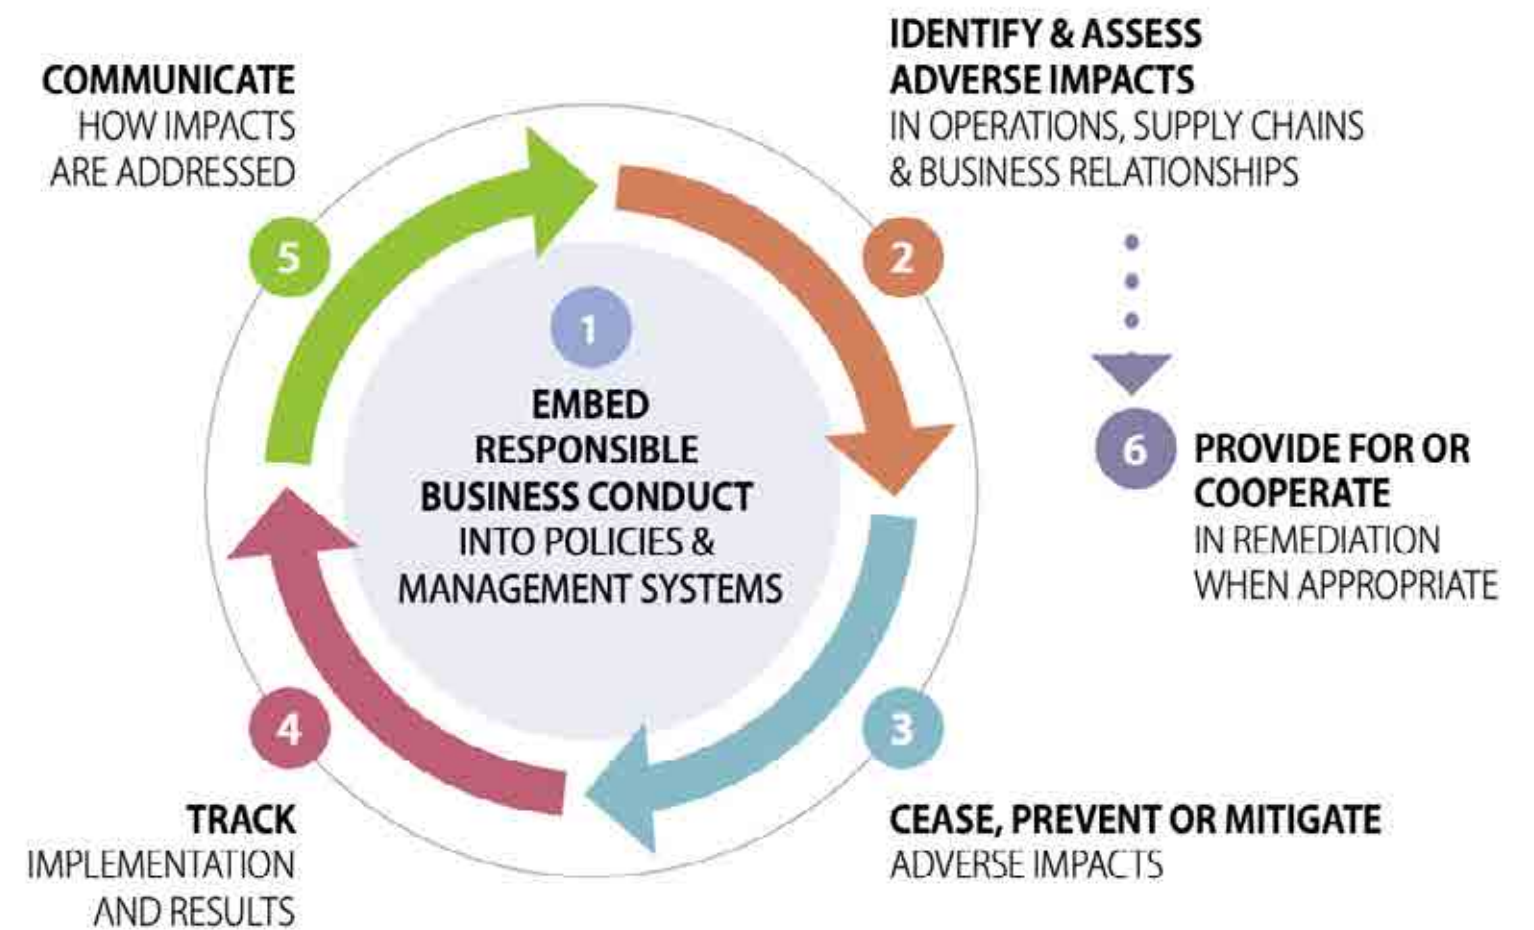 1
EMBED
RESPONSIBLE
BUSINESS CONDUCT
INTO POLICIES &
MANAGEMENT SYSTEMS
2
IDENTIFY & ASSESS
ADVERSE IMPACTS
IN OPERATIONS, SUPPLY CHAINS
& BUSINESS RELATIONSHIPS
3
CEASE, PREVENT OR MITIGATE
ADVERSE IMPACTS
4
TRACK
IMPLEMENTATION
AND RESULTS
5
COMMUNICATE
HOW IMPACTS
ARE ADDRESSED
6
PROVIDE FOR OR
COOPERATE
IN REMEDIATION
WHEN APPROPRIATE